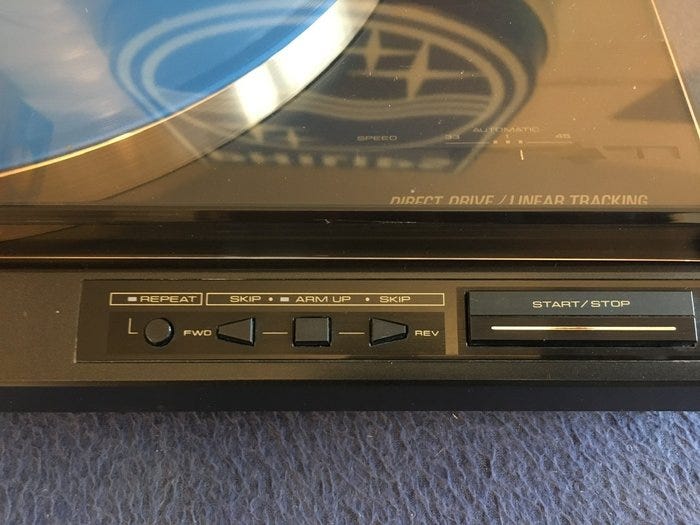 SPEED 33 AUTOMATIC 45
DIRECT DRIVE / LINEAR TRACKING
REPEAT SKIP • ARM UP • SKIP
START/STOP
FWD REV